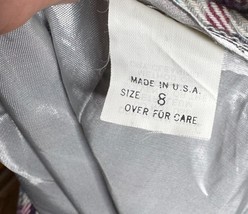 MADE IN U.S.A.
SIZE 8
OVER FOR CARE